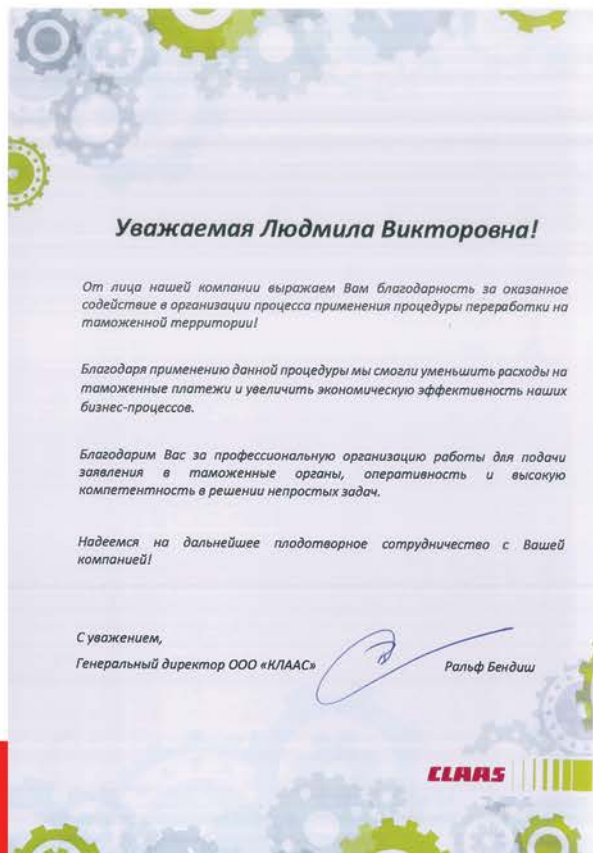 Уважаемая Людмила Викторовна!
От лица нашей компании выражаем Вам благодарность за оказанное
содействие в организации процесса применения процедуры переработки на
таможенной территории!
Благодаря применению данной процедуры мы смогли уменьшить расходы на
таможенные платежи и увеличить экономическую эффективность наших
бизнес-процессов.
Благодарим Вас за профессиональную организацию работы для подачи
заявления в таможенные органы, оперативность и высокую
компетентность в решении непростых задач.
Надеемся на дальнейшее плодотворное сотрудничество с Вашей
компанией!
С уважением,
Генеральный директор ООО «КЛААС» Ральф Бендиш
CLAAS